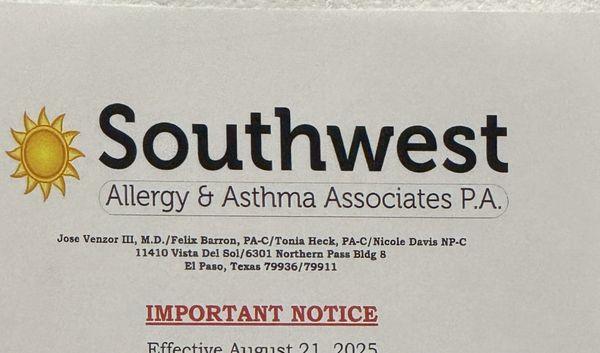 Southwest
Allergy & Asthma Associates P.A.
Jose Venzor III, M.D./Felix Barron, PA-C/Tonia Heck, PA-C/Nicole Davis NP-C
11410 Vista Del Sol/6301 Northern Pass Bldg 8
El Paso, Texas 79936/79911
IMPORTANT NOTICE
Effective August 21, 2025